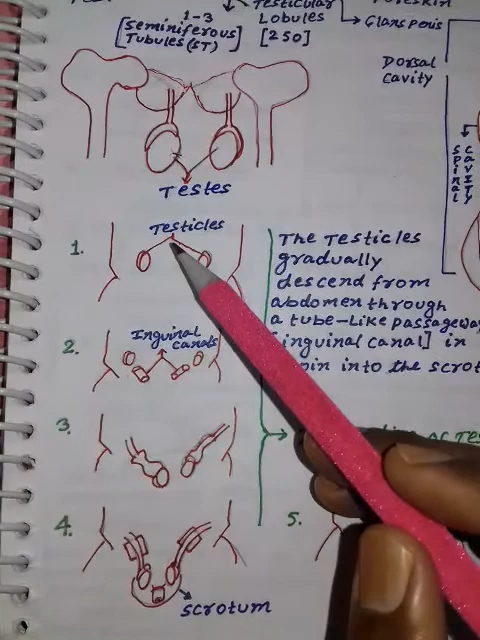 Testicular
1-3
[Seminiferous Tubules (ST)]
Lobules
[250]
Glans penis
Dorsal
cavity
spinal
cavity
Testes
1.
Testicles
The Testicles
gradually
descend from
abdomen through
a tube-like passageway
inguinal canal] in
into the scrot
2.
Inguinal
canals
3.
4.
5.
scrotum